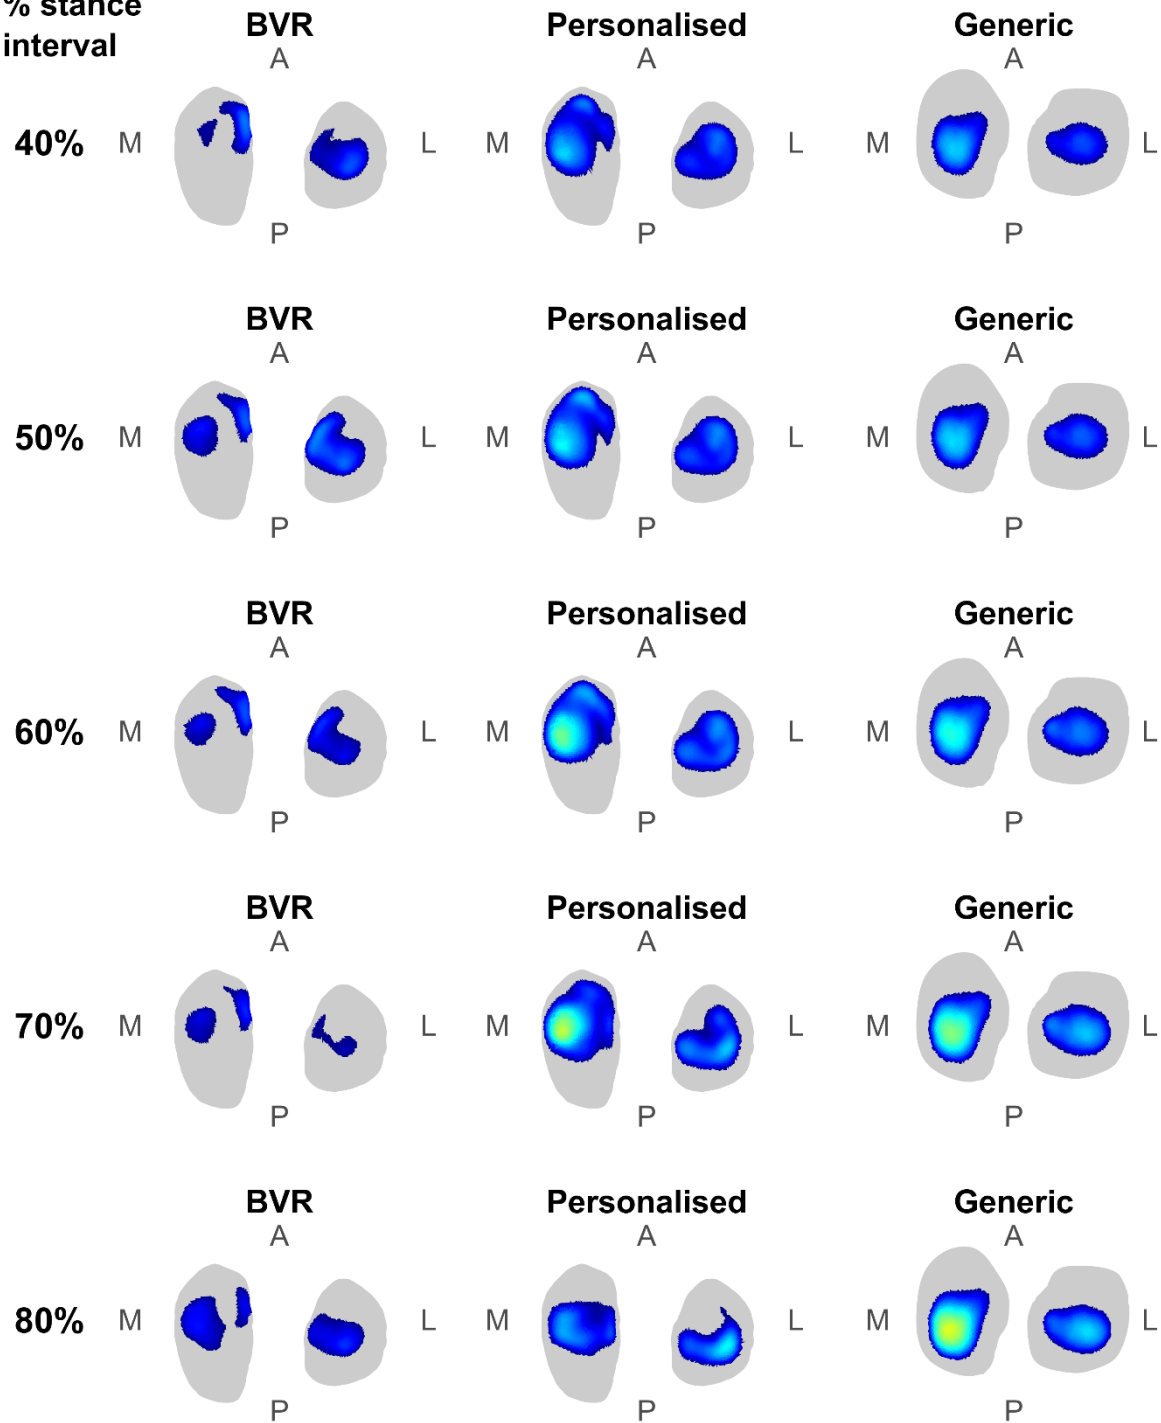 % stance
interval
BVR Personalised Generic
A A A
40% M L M L M L
P P P
BVR Personalised Generic
A A A
50% M L M L M L
P P P
BVR Personalised Generic
A A A
60% M L M L M L
P P P
BVR Personalised Generic
A A A
70% M L M L M L
P P P
BVR Personalised Generic
A A A
80% M L M L M L
P P P